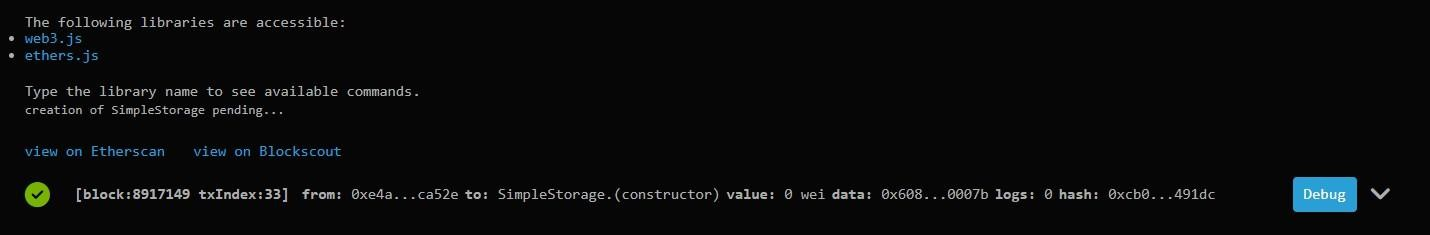 The following libraries are accessible:
• web3.js
• ethers.js
Type the library name to see available commands.
creation of SimpleStorage pending...
view on Etherscan view on Blockscout
[block:8917149 txIndex:33] from: 0xe4a...ca52e to: SimpleStorage.(constructor) value: 0 wei data: 0x608...0007b logs: 0 hash: 0xcb0...491dc Debug